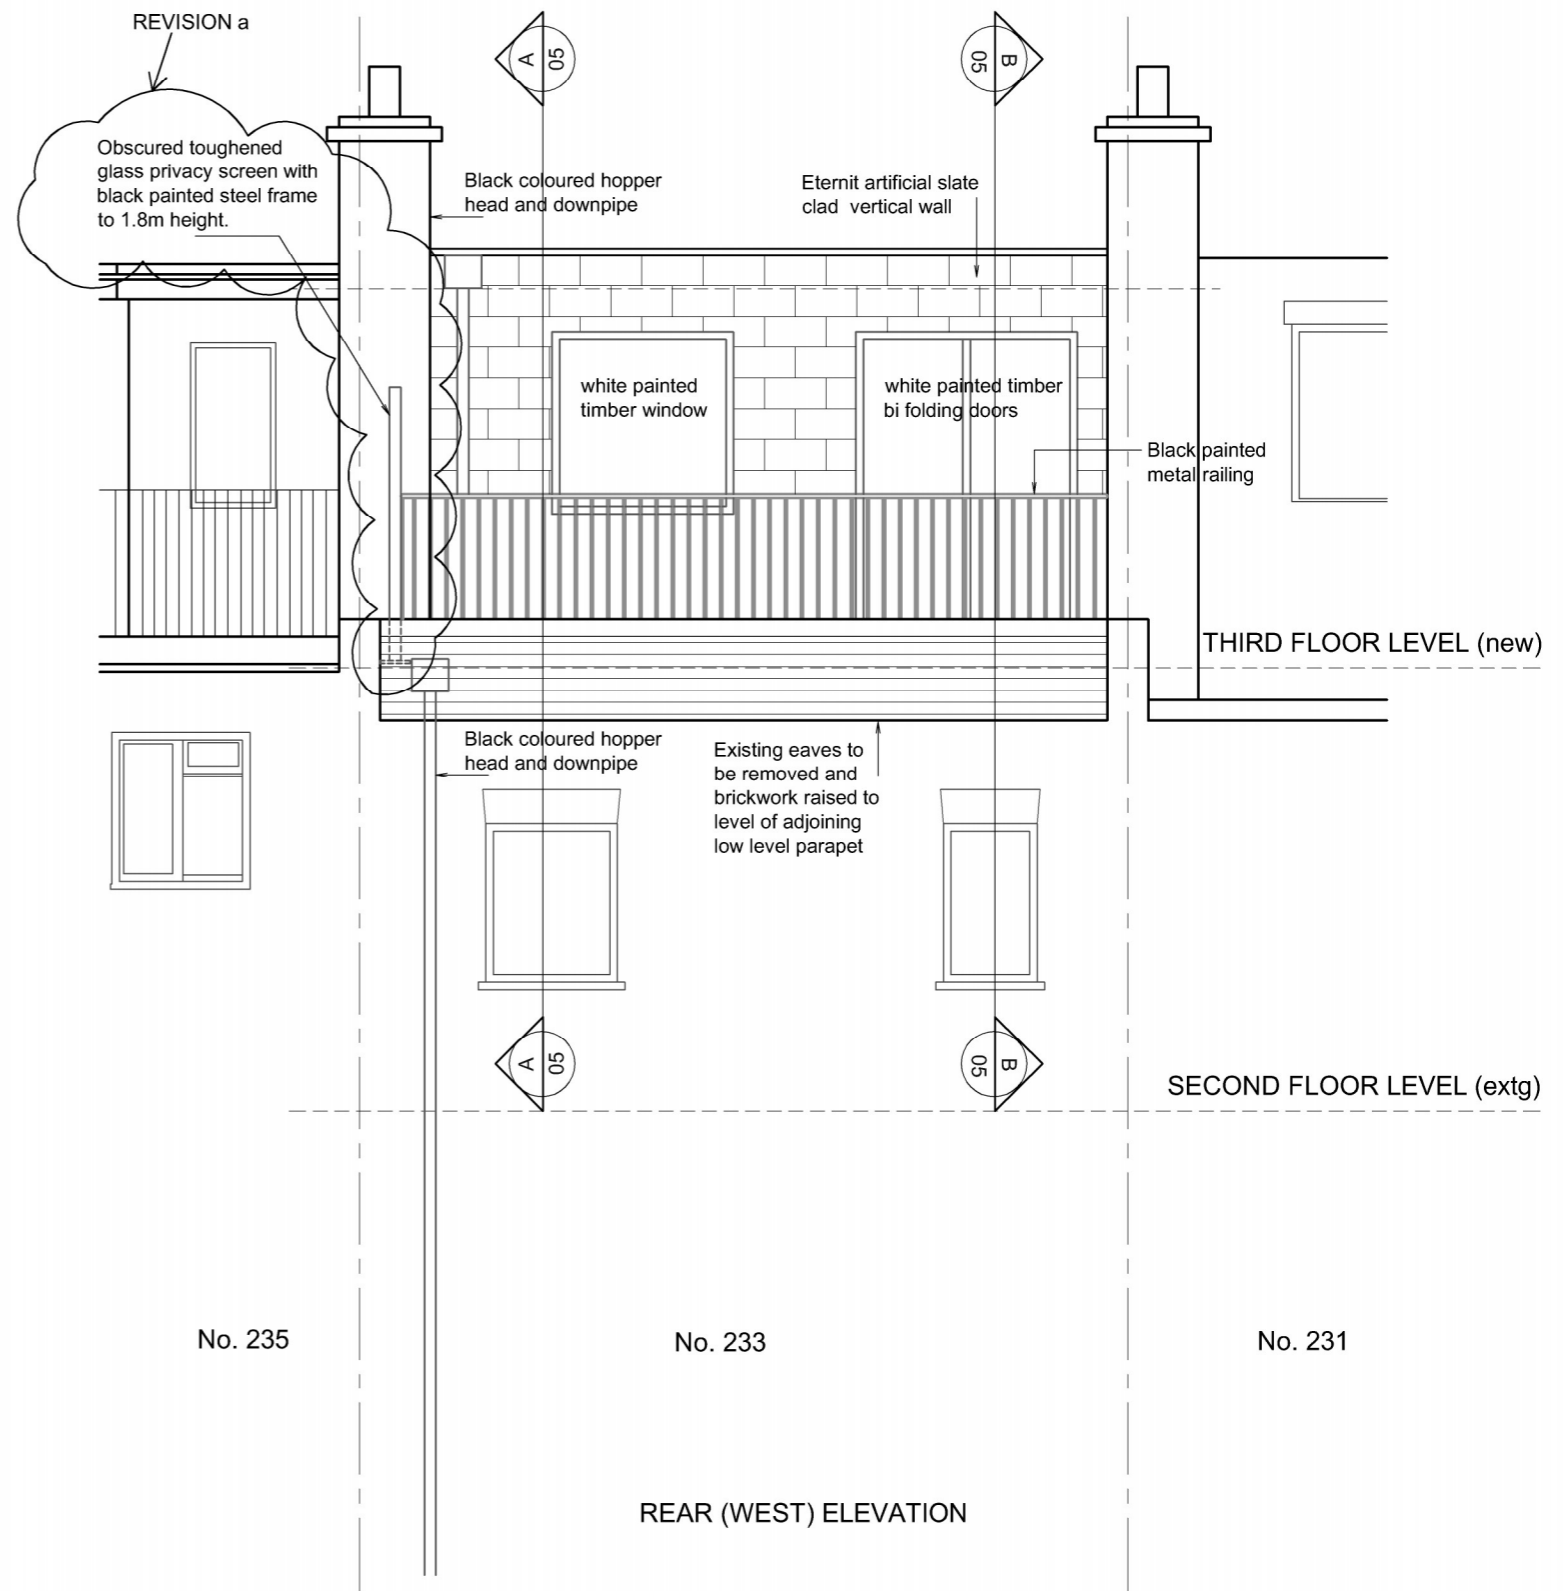 REVISION a
A
05
B
05
Obscured toughened
glass privacy screen with
black painted steel frame
to 1.8m height.
Black coloured hopper
head and downpipe
Eternit artificial slate
clad vertical wall
white painted
timber window
white painted timber
bi folding doors
Black painted
metal railing
THIRD FLOOR LEVEL (new)
Black coloured hopper
head and downpipe
Existing eaves to
be removed and
brickwork raised to
level of adjoining
low level parapet
A
05
B
05
SECOND FLOOR LEVEL (extg)
No. 235
No. 233
No. 231
REAR (WEST) ELEVATION